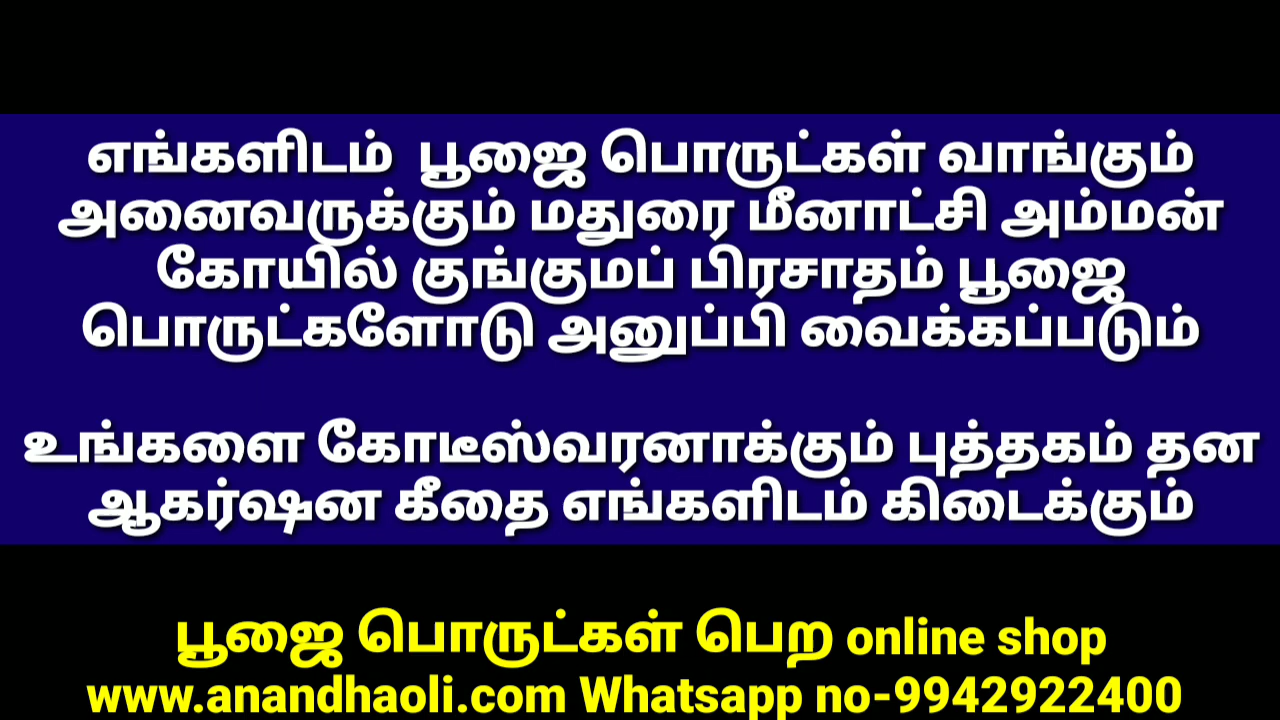 எங்களிடம் பூஜை பொருட்கள் வாங்கும்
அனைவருக்கும் மதுரை மீனாட்சி அம்மன்
கோயில் குங்குமப் பிரசாதம் பூஜை
பொருட்களோடு அனுப்பி வைக்கப்படும்
உங்களை கோடீஸ்வரனாக்கும் புத்தகம் தன
ஆகர்ஷன கீதை எங்களிடம் கிடைக்கும்
பூஜை பொருட்கள் பெற online shop
www.anandhaoli.com Whatsapp no-9942922400